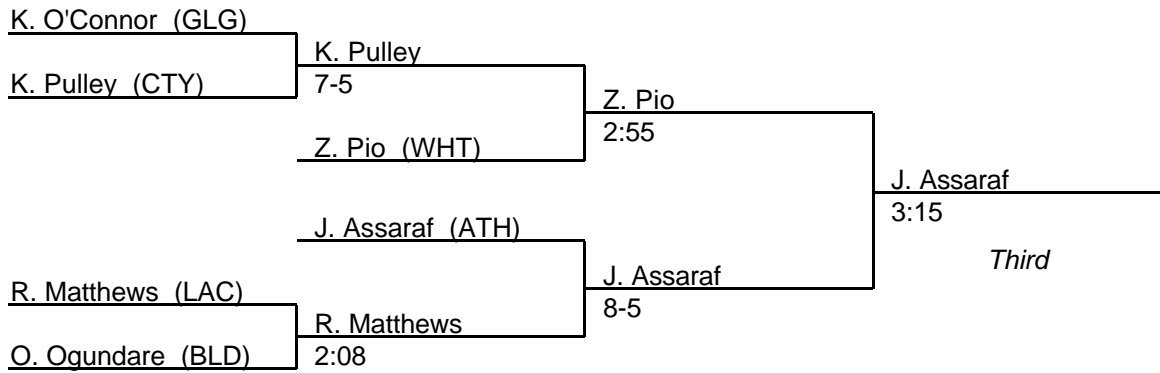 K. O'Connor (GLG)
K. Pulley
K. Pulley (CTY)
7-5
Z. Pio
2:55
Z. Pio (WHT)
J. Assaraf
3:15
J. Assaraf (ATH)
Third
J. Assaraf
R. Matthews (LAC)
8-5
R. Matthews
O. Ogundare (BLD)
2:08